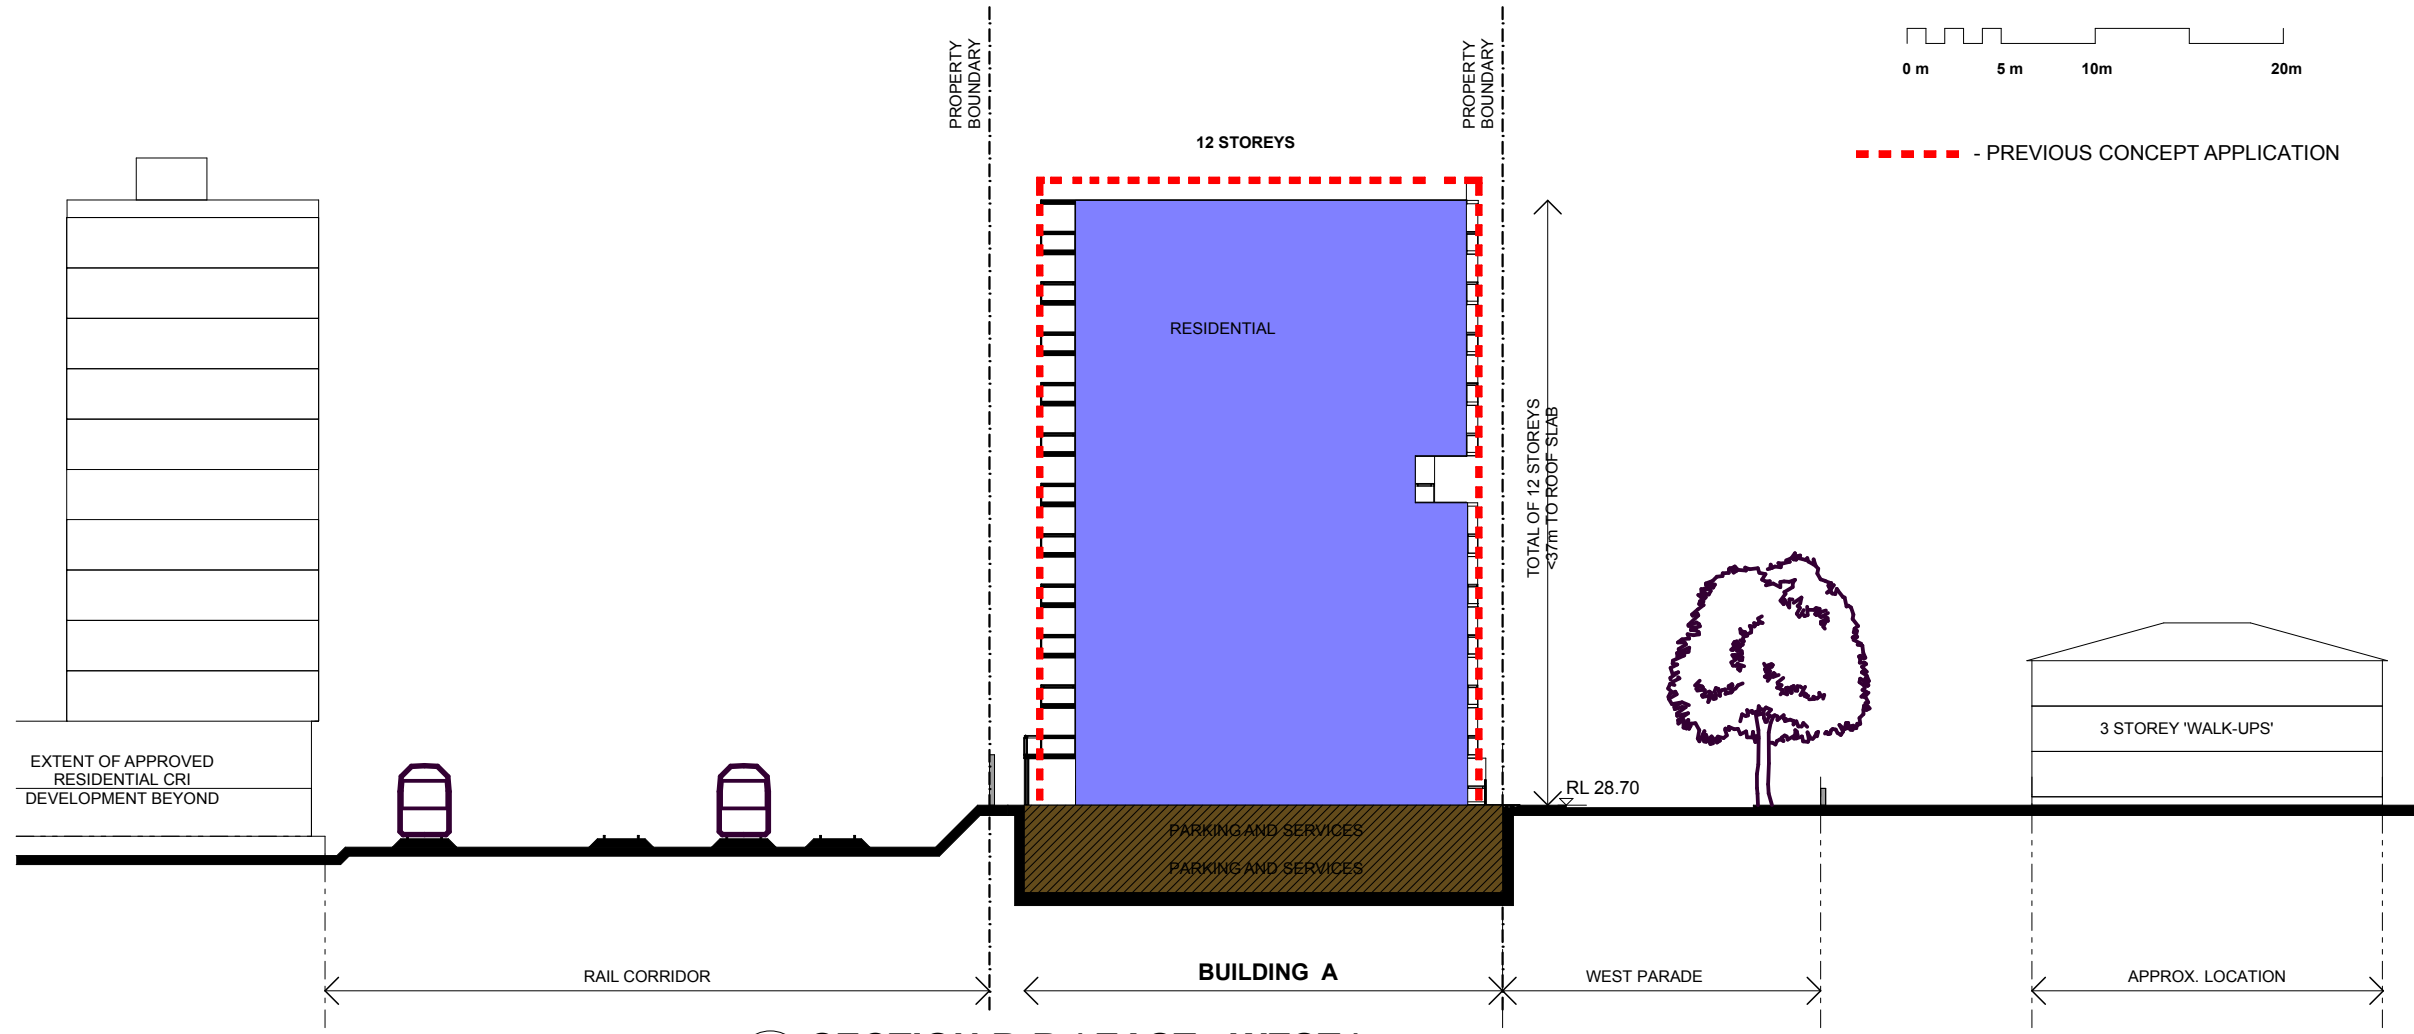 PROPERTY
BOUNDARY
PROPERTY
BOUNDARY
0 m 5 m 10m 20m
12 STOREYS
- PREVIOUS CONCEPT APPLICATION
RESIDENTIAL
TOTAL OF 12 STOREYS
<37m TO ROOF SLAB
EXTENT OF APPROVED
RESIDENTIAL CRI
DEVELOPMENT BEYOND
3 STOREY 'WALK-UPS'
RL 28.70
PARKING AND SERVICES
PARKING AND SERVICES
RAIL CORRIDOR
BUILDING A
WEST PARADE
APPROX. LOCATION